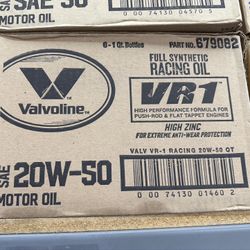 SAE 50
MOTOR OIL
0 00 74130 04570 5
6-1 Qt. Bottles
PART NO. 679082
FULL SYNTHETIC
RACING OIL
V
Valvoline
VR1
HIGH PERFORMANCE FORMULA FOR
PUSH-ROD & FLAT TAPPET ENGINES
HIGH ZINC
FOR EXTREME ANTI-WEAR PROTECTION
VALV VR-1 RACING 20W-50 QT
SAE 20W-50
MOTOR OIL
0 00 74130 01460 2